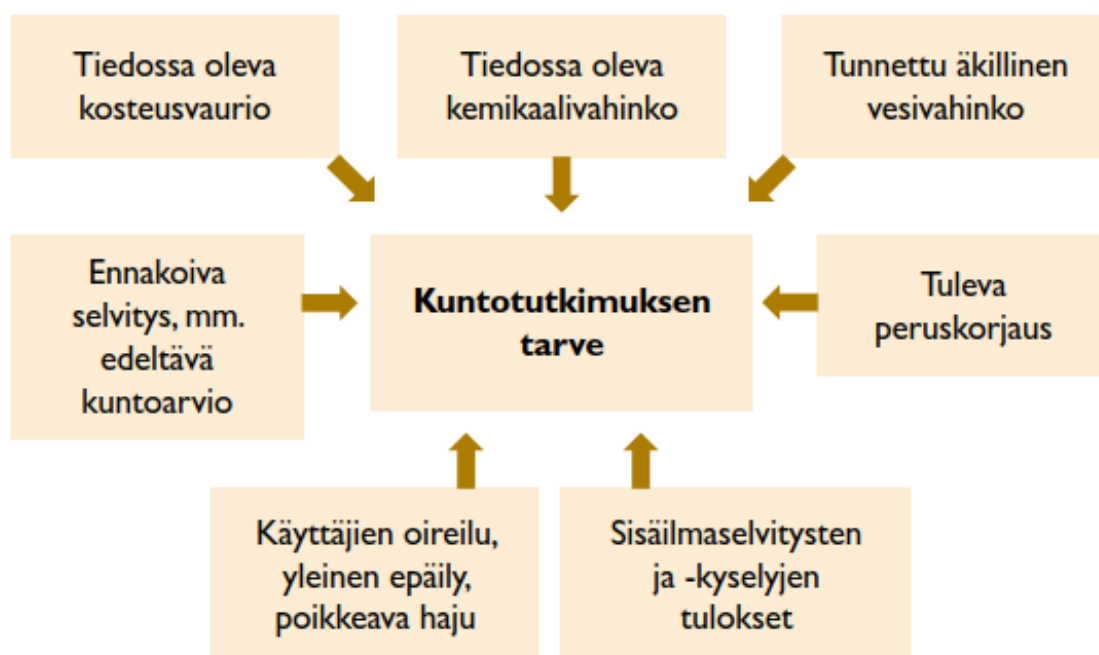 Tiedossa oleva
kosteusvaurio
Tiedossa oleva
kemikaalivahinko
Tunnettu äkillinen
vesivahinko
Ennakoiva
selvitys, mm.
edeltävä
kuntoarvio
Kuntotutkimuksen
tarve
Tuleva
peruskorjaus
Käyttäjien oireilu,
yleinen epäily,
poikkeava haju
Sisäilmaselvitysten
ja -kyselyjen
tulokset